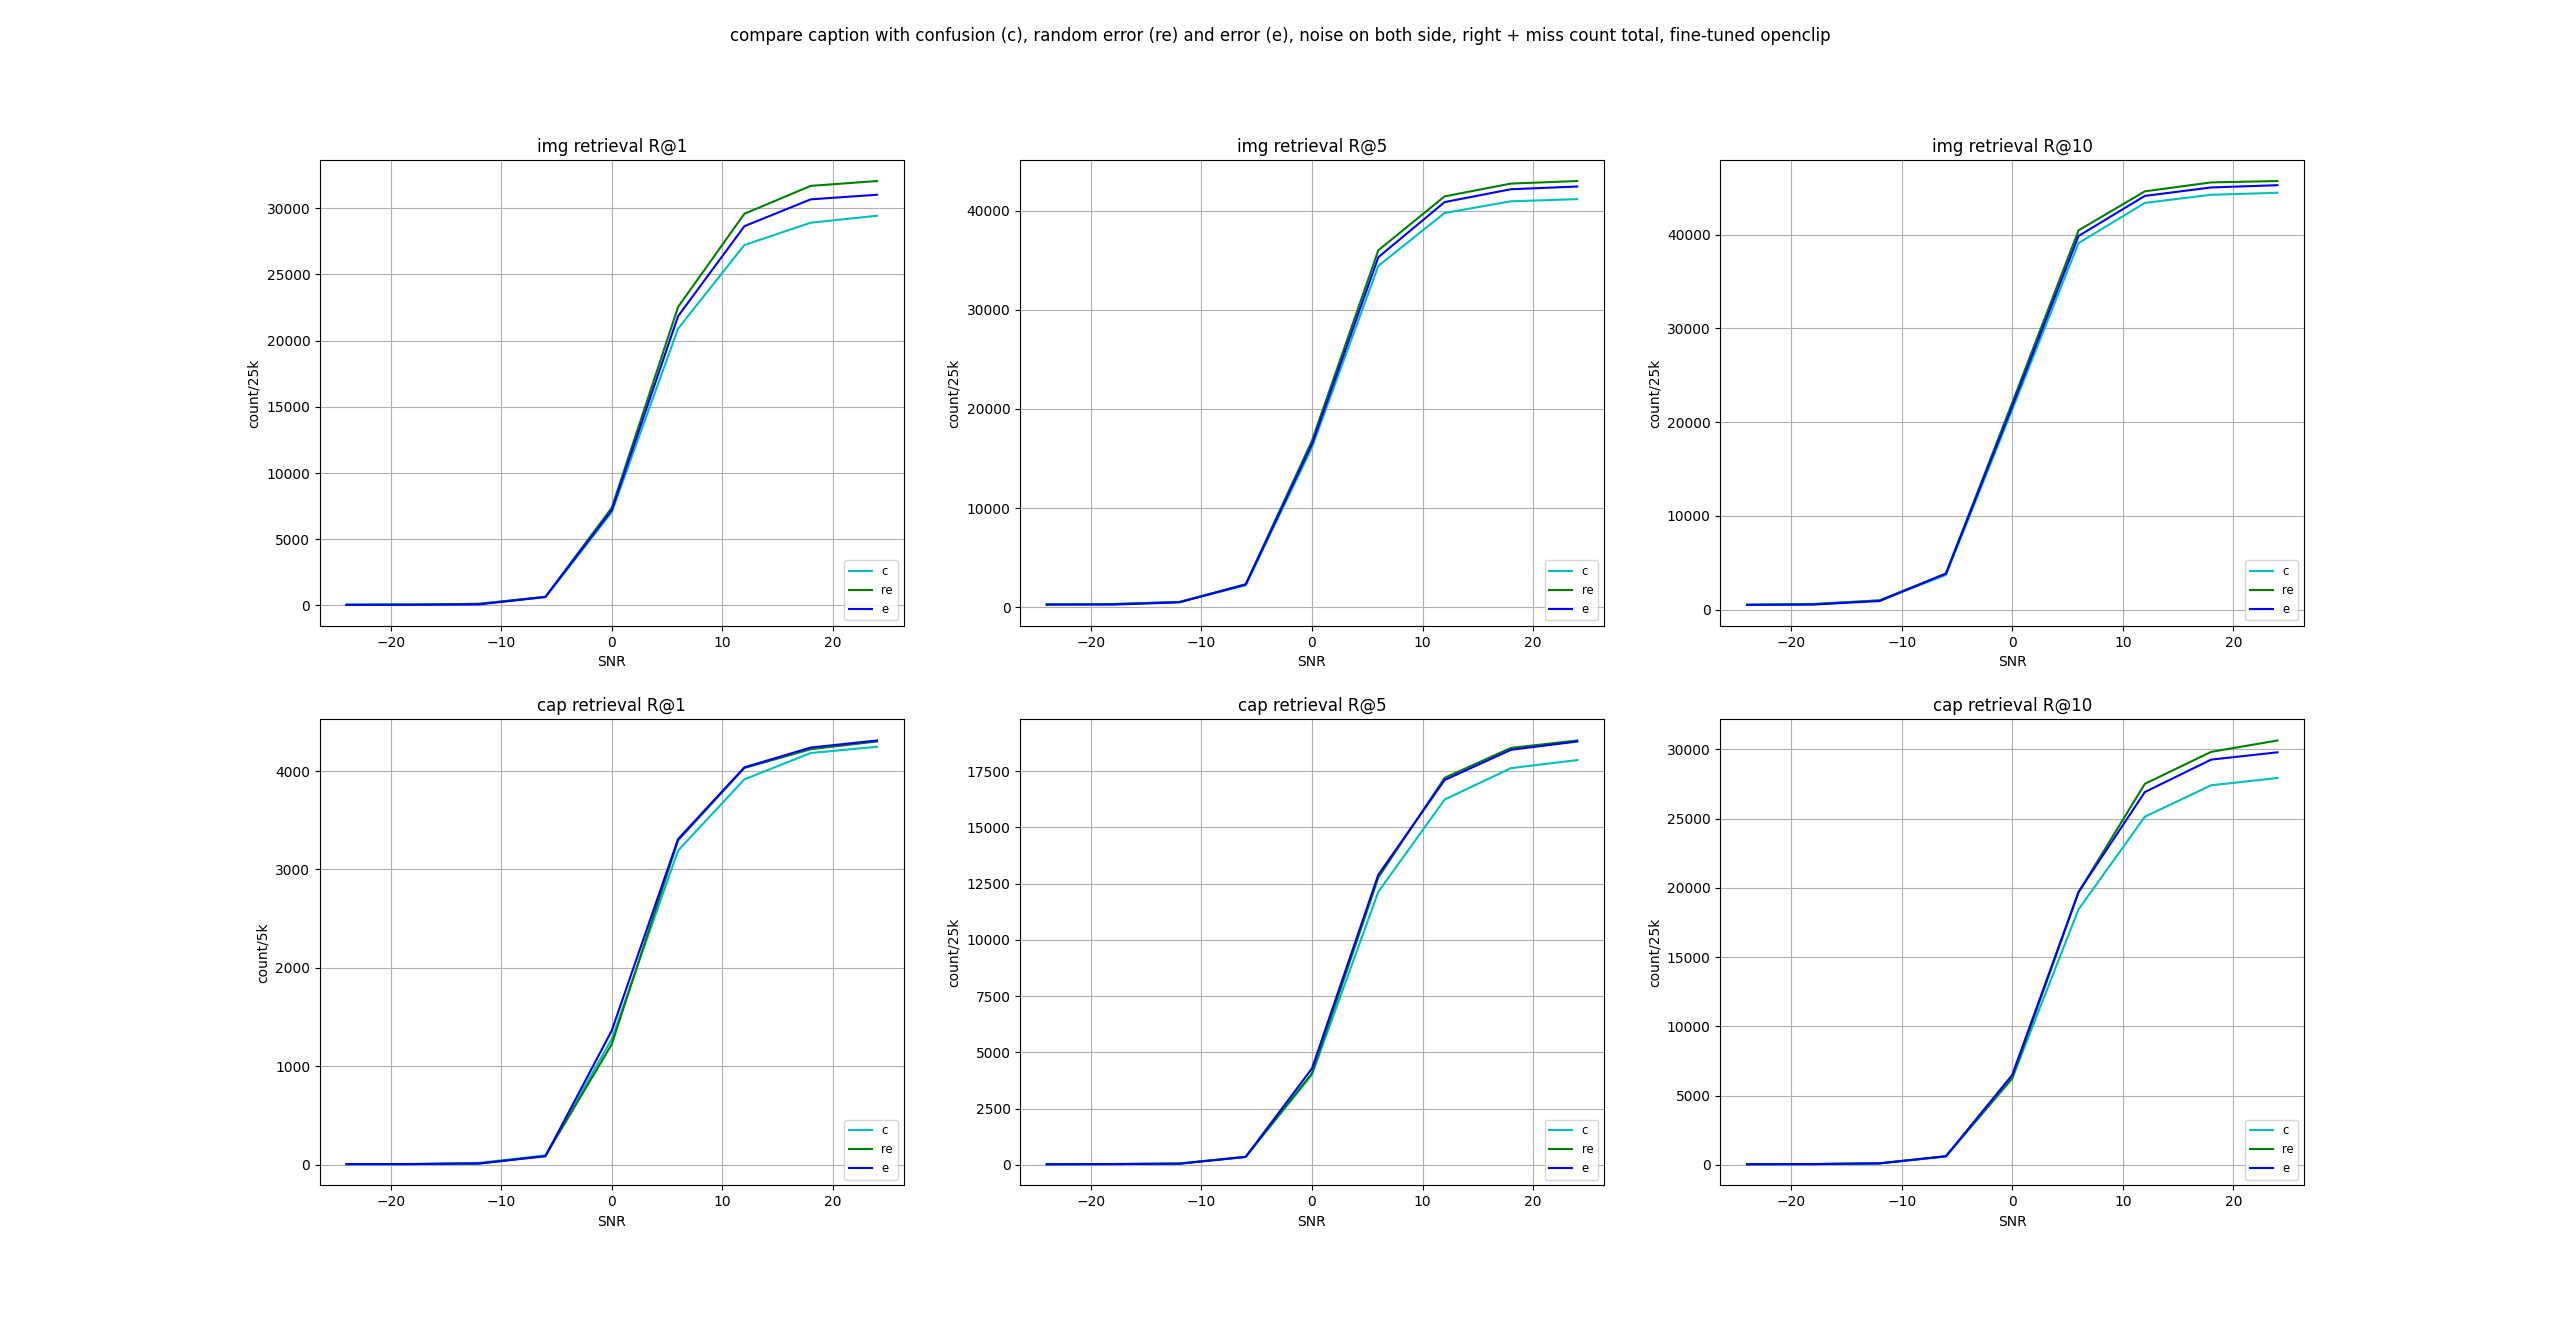 compare caption with confusion (c), random error (re) and error (e), noise on both side, right + miss count total, fine-tuned openclip
img retrieval R@1
30000
25000
20000
15000
10000
5000
0
count/25k
−20 −10 0 10 20
SNR
c
re
e
img retrieval R@5
40000
30000
20000
10000
0
count/25k
−20 −10 0 10 20
SNR
c
re
e
img retrieval R@10
40000
30000
20000
10000
0
count/25k
−20 −10 0 10 20
SNR
c
re
e
cap retrieval R@1
4000
3000
2000
1000
0
count/5k
−20 −10 0 10 20
SNR
c
re
e
cap retrieval R@5
17500
15000
12500
10000
7500
5000
2500
0
count/25k
−20 −10 0 10 20
SNR
c
re
e
cap retrieval R@10
30000
25000
20000
15000
10000
5000
0
count/25k
−20 −10 0 10 20
SNR
c
re
e